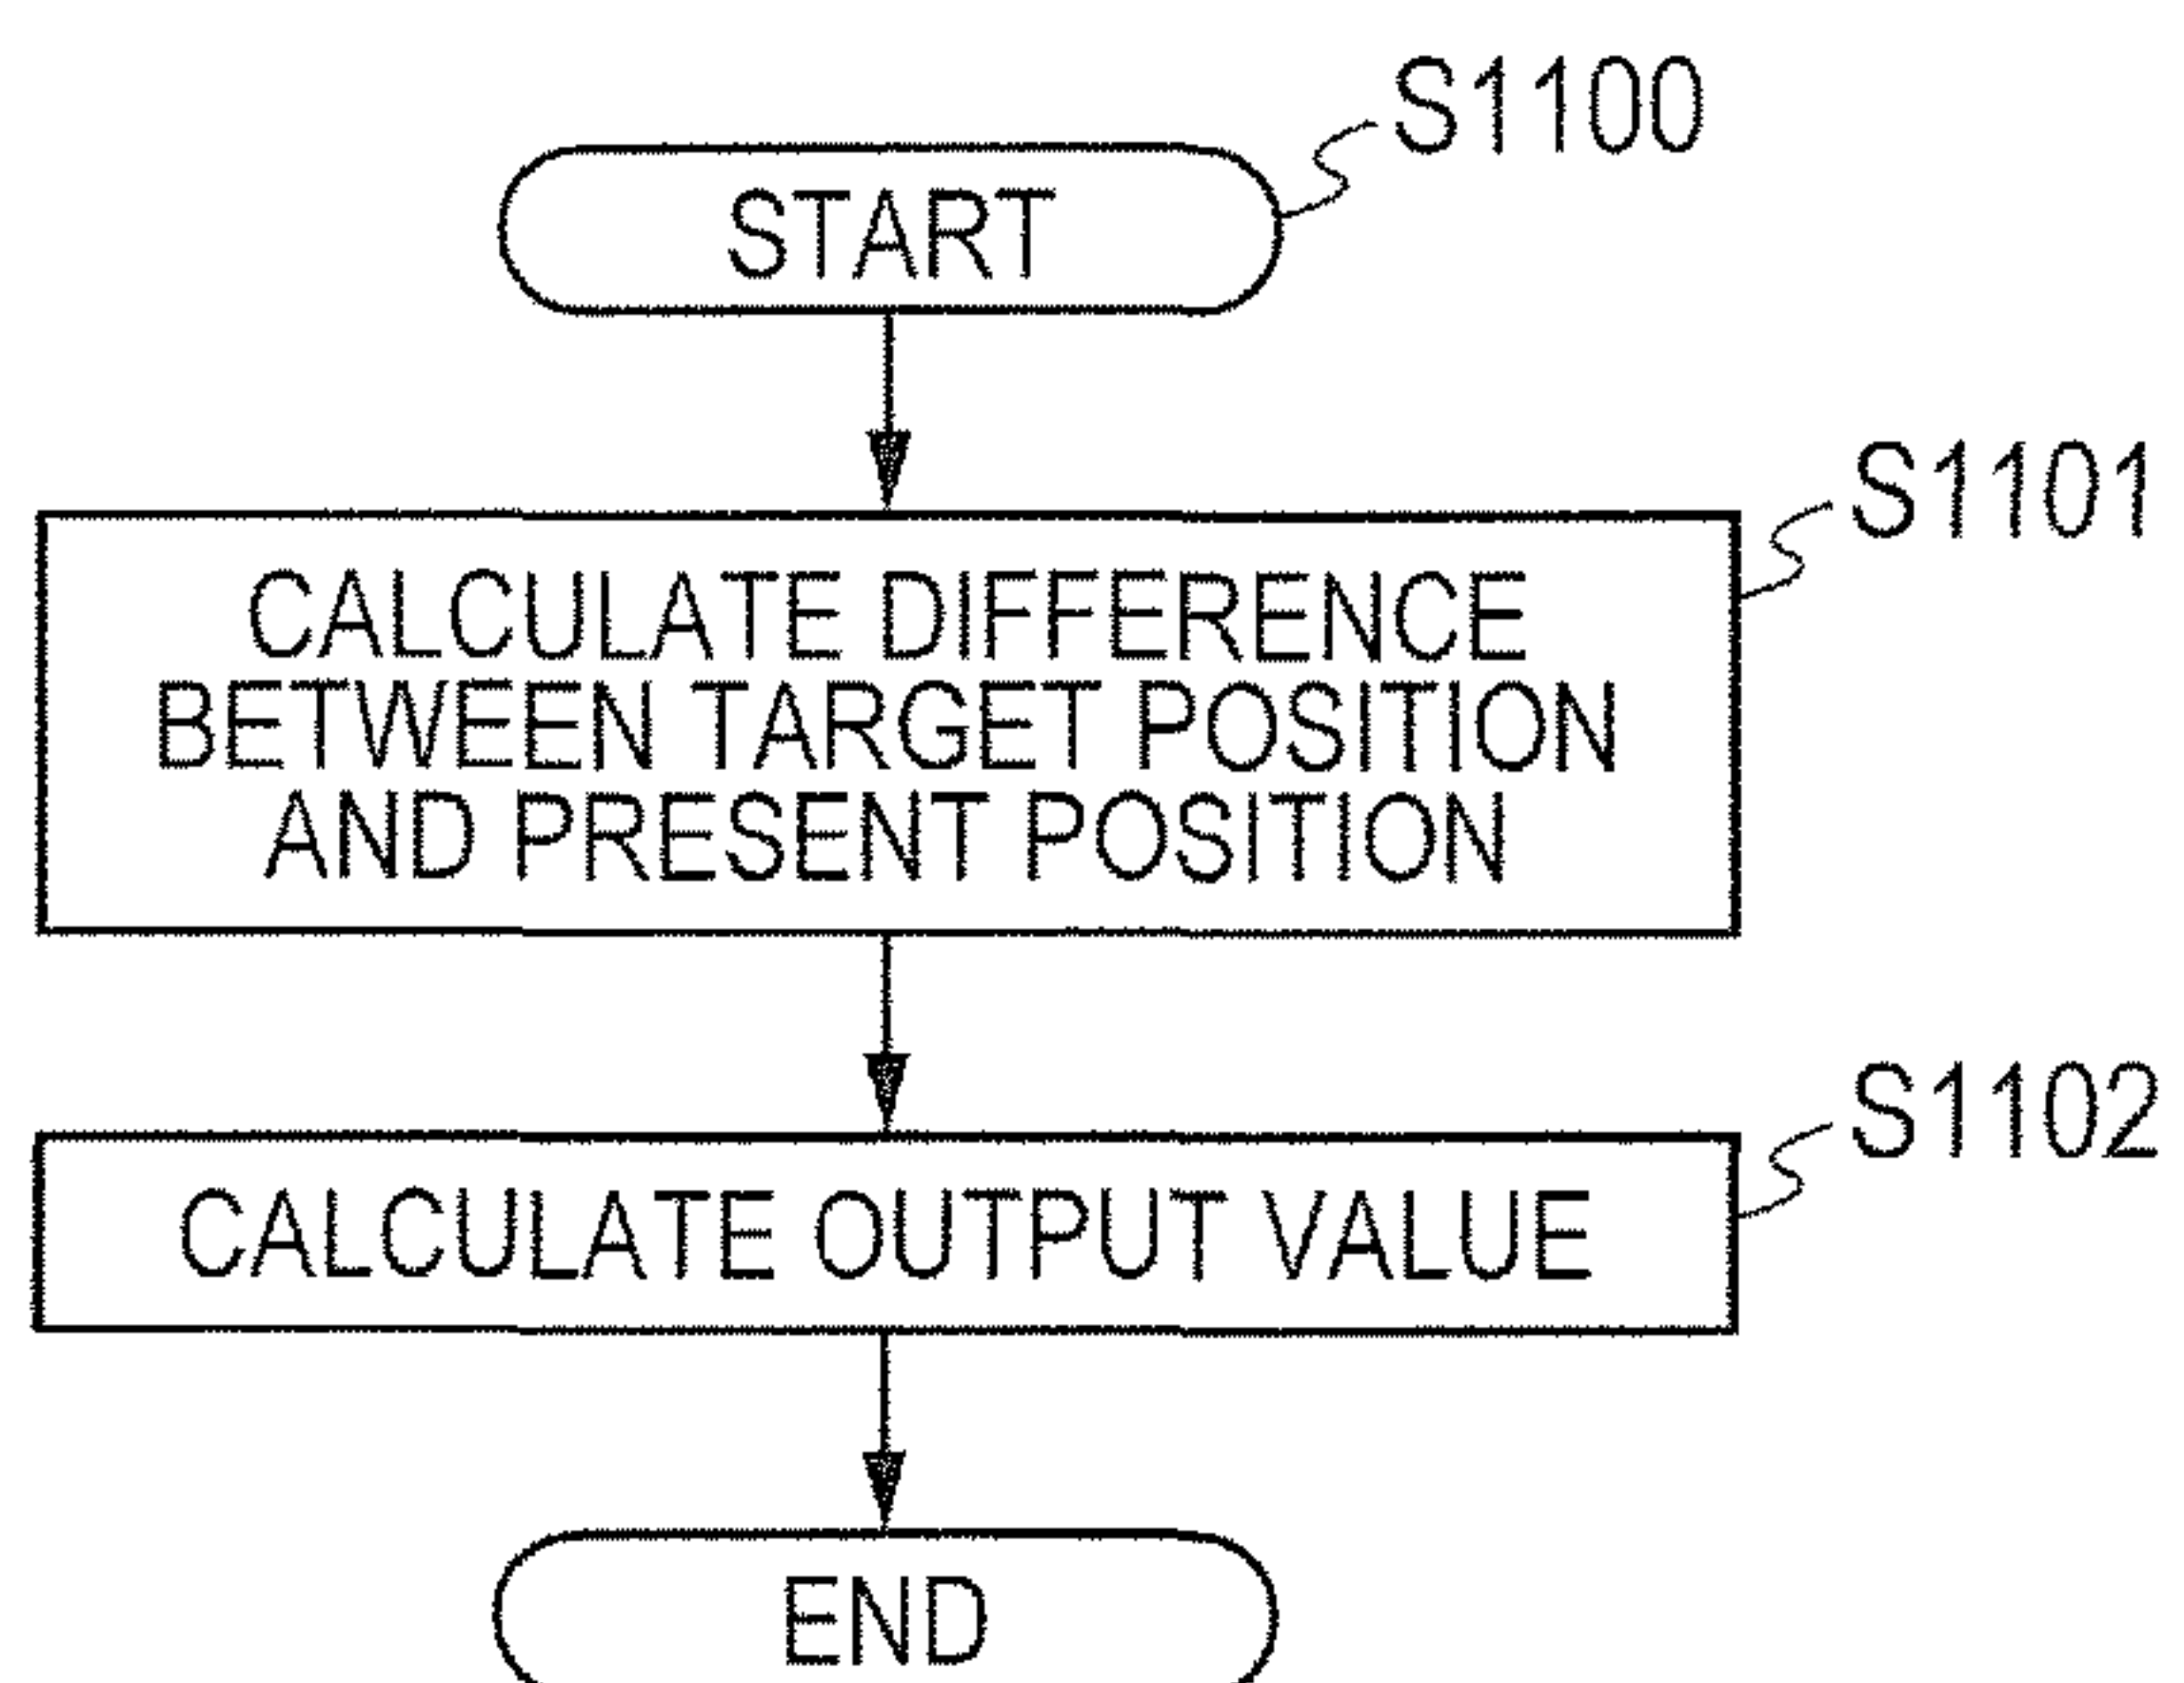 S1100
START
S1101
CALCULATE DIFFERENCE
BETWEEN TARGET POSITION
AND PRESENT POSITION
S1102
CALCULATE OUTPUT VALUE
END